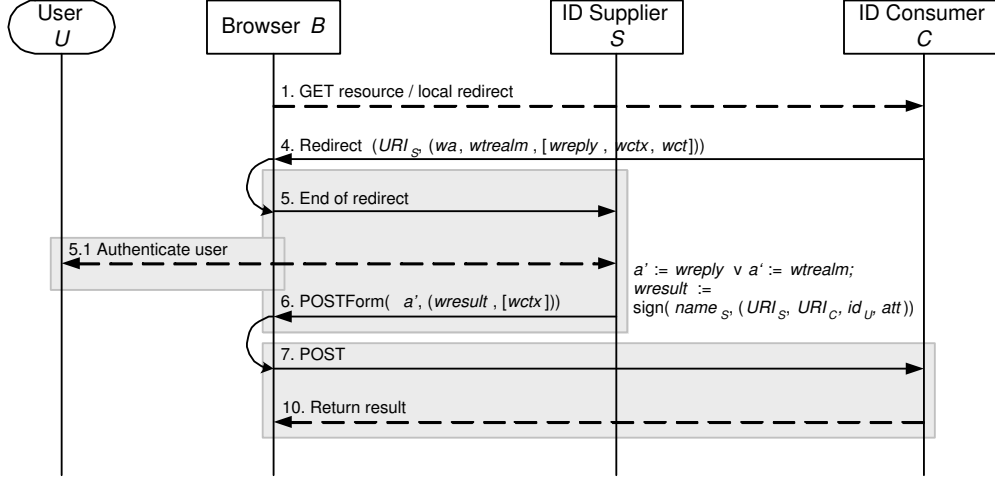 User
U
Browser B
ID Supplier
S
ID Consumer
C
1. GET resource / local redirect
4. Redirect (URI_S, (wa, wtrealm, [wreply, wctx, wct]))
5. End of redirect
5.1 Authenticate user
a' := wreply v a‘ := wtrealm;
wresult :=
sign( name_S, (URI_S, URI_C, id_U, att))
6. POSTForm( a', (wresult, [wctx]))
7. POST
10. Return result